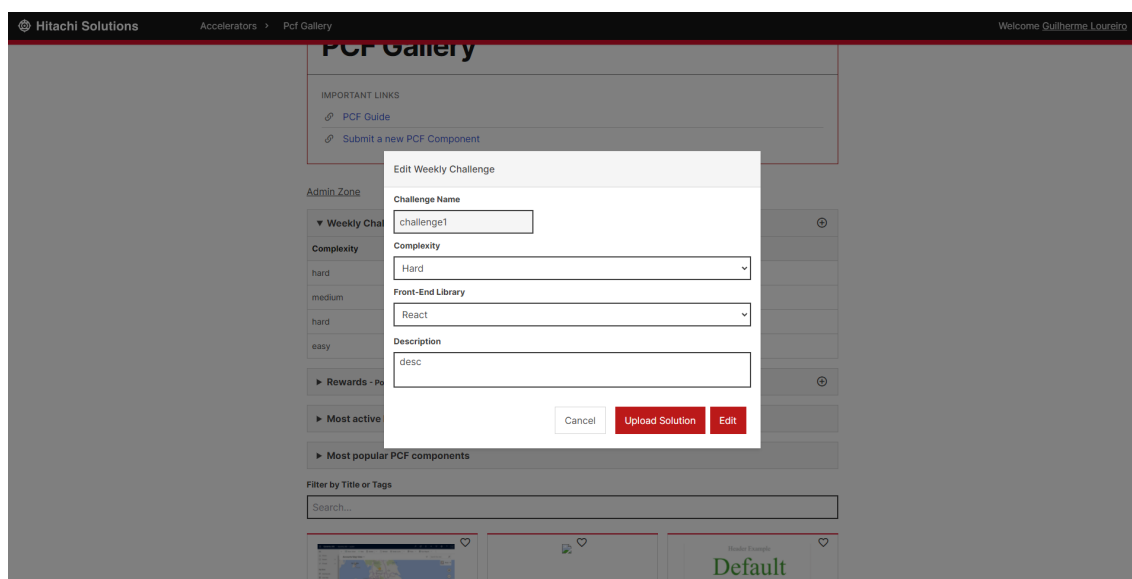 Hitachi Solutions
Accelerators > Pcf Gallery
Welcome Guilherme Loureiro
PCF Gallery
IMPORTANT LINKS
PCF Guide
Submit a new PCF Component
Admin Zone
Edit Weekly Challenge
Challenge Name
challenge1
Complexity
Hard
Front-End Library
React
Description
desc
Cancel Upload Solution Edit
▼ Weekly Chal
Complexity
hard
medium
hard
easy
▶ Rewards - Po
▶ Most active
▶ Most popular PCF components
Filter by Title or Tags
Search...
Header Example
Default